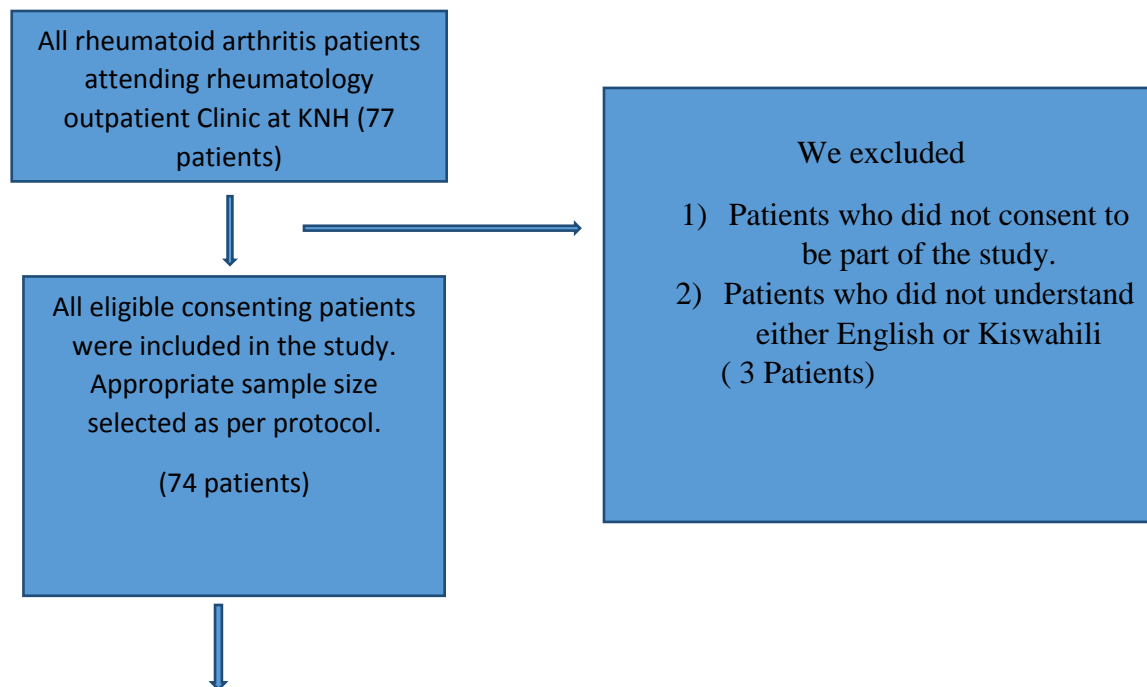 All rheumatoid arthritis patients
attending rheumatology
outpatient Clinic at KNH (77
patients)
We excluded
1) Patients who did not consent to
be part of the study.
2) Patients who did not understand
either English or Kiswahili
( 3 Patients)
All eligible consenting patients
were included in the study.
Appropriate sample size
selected as per protocol.
(74 patients)